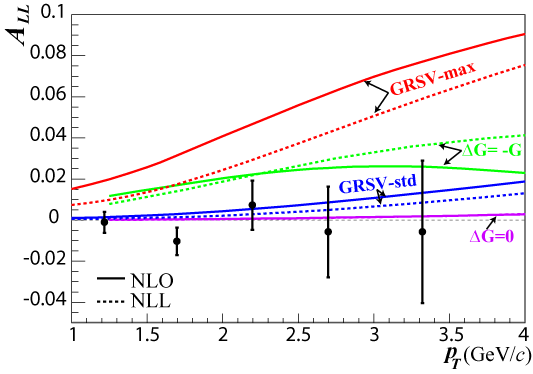 A_LL
0.1
0.08
GRSV-max
0.06
0.04
ΔG= -G
0.02
GRSV-std
0
ΔG=0
-0.02
NLO
-0.04
NLL
1 1.5 2 2.5 3 3.5 4
p_T (GeV/c)